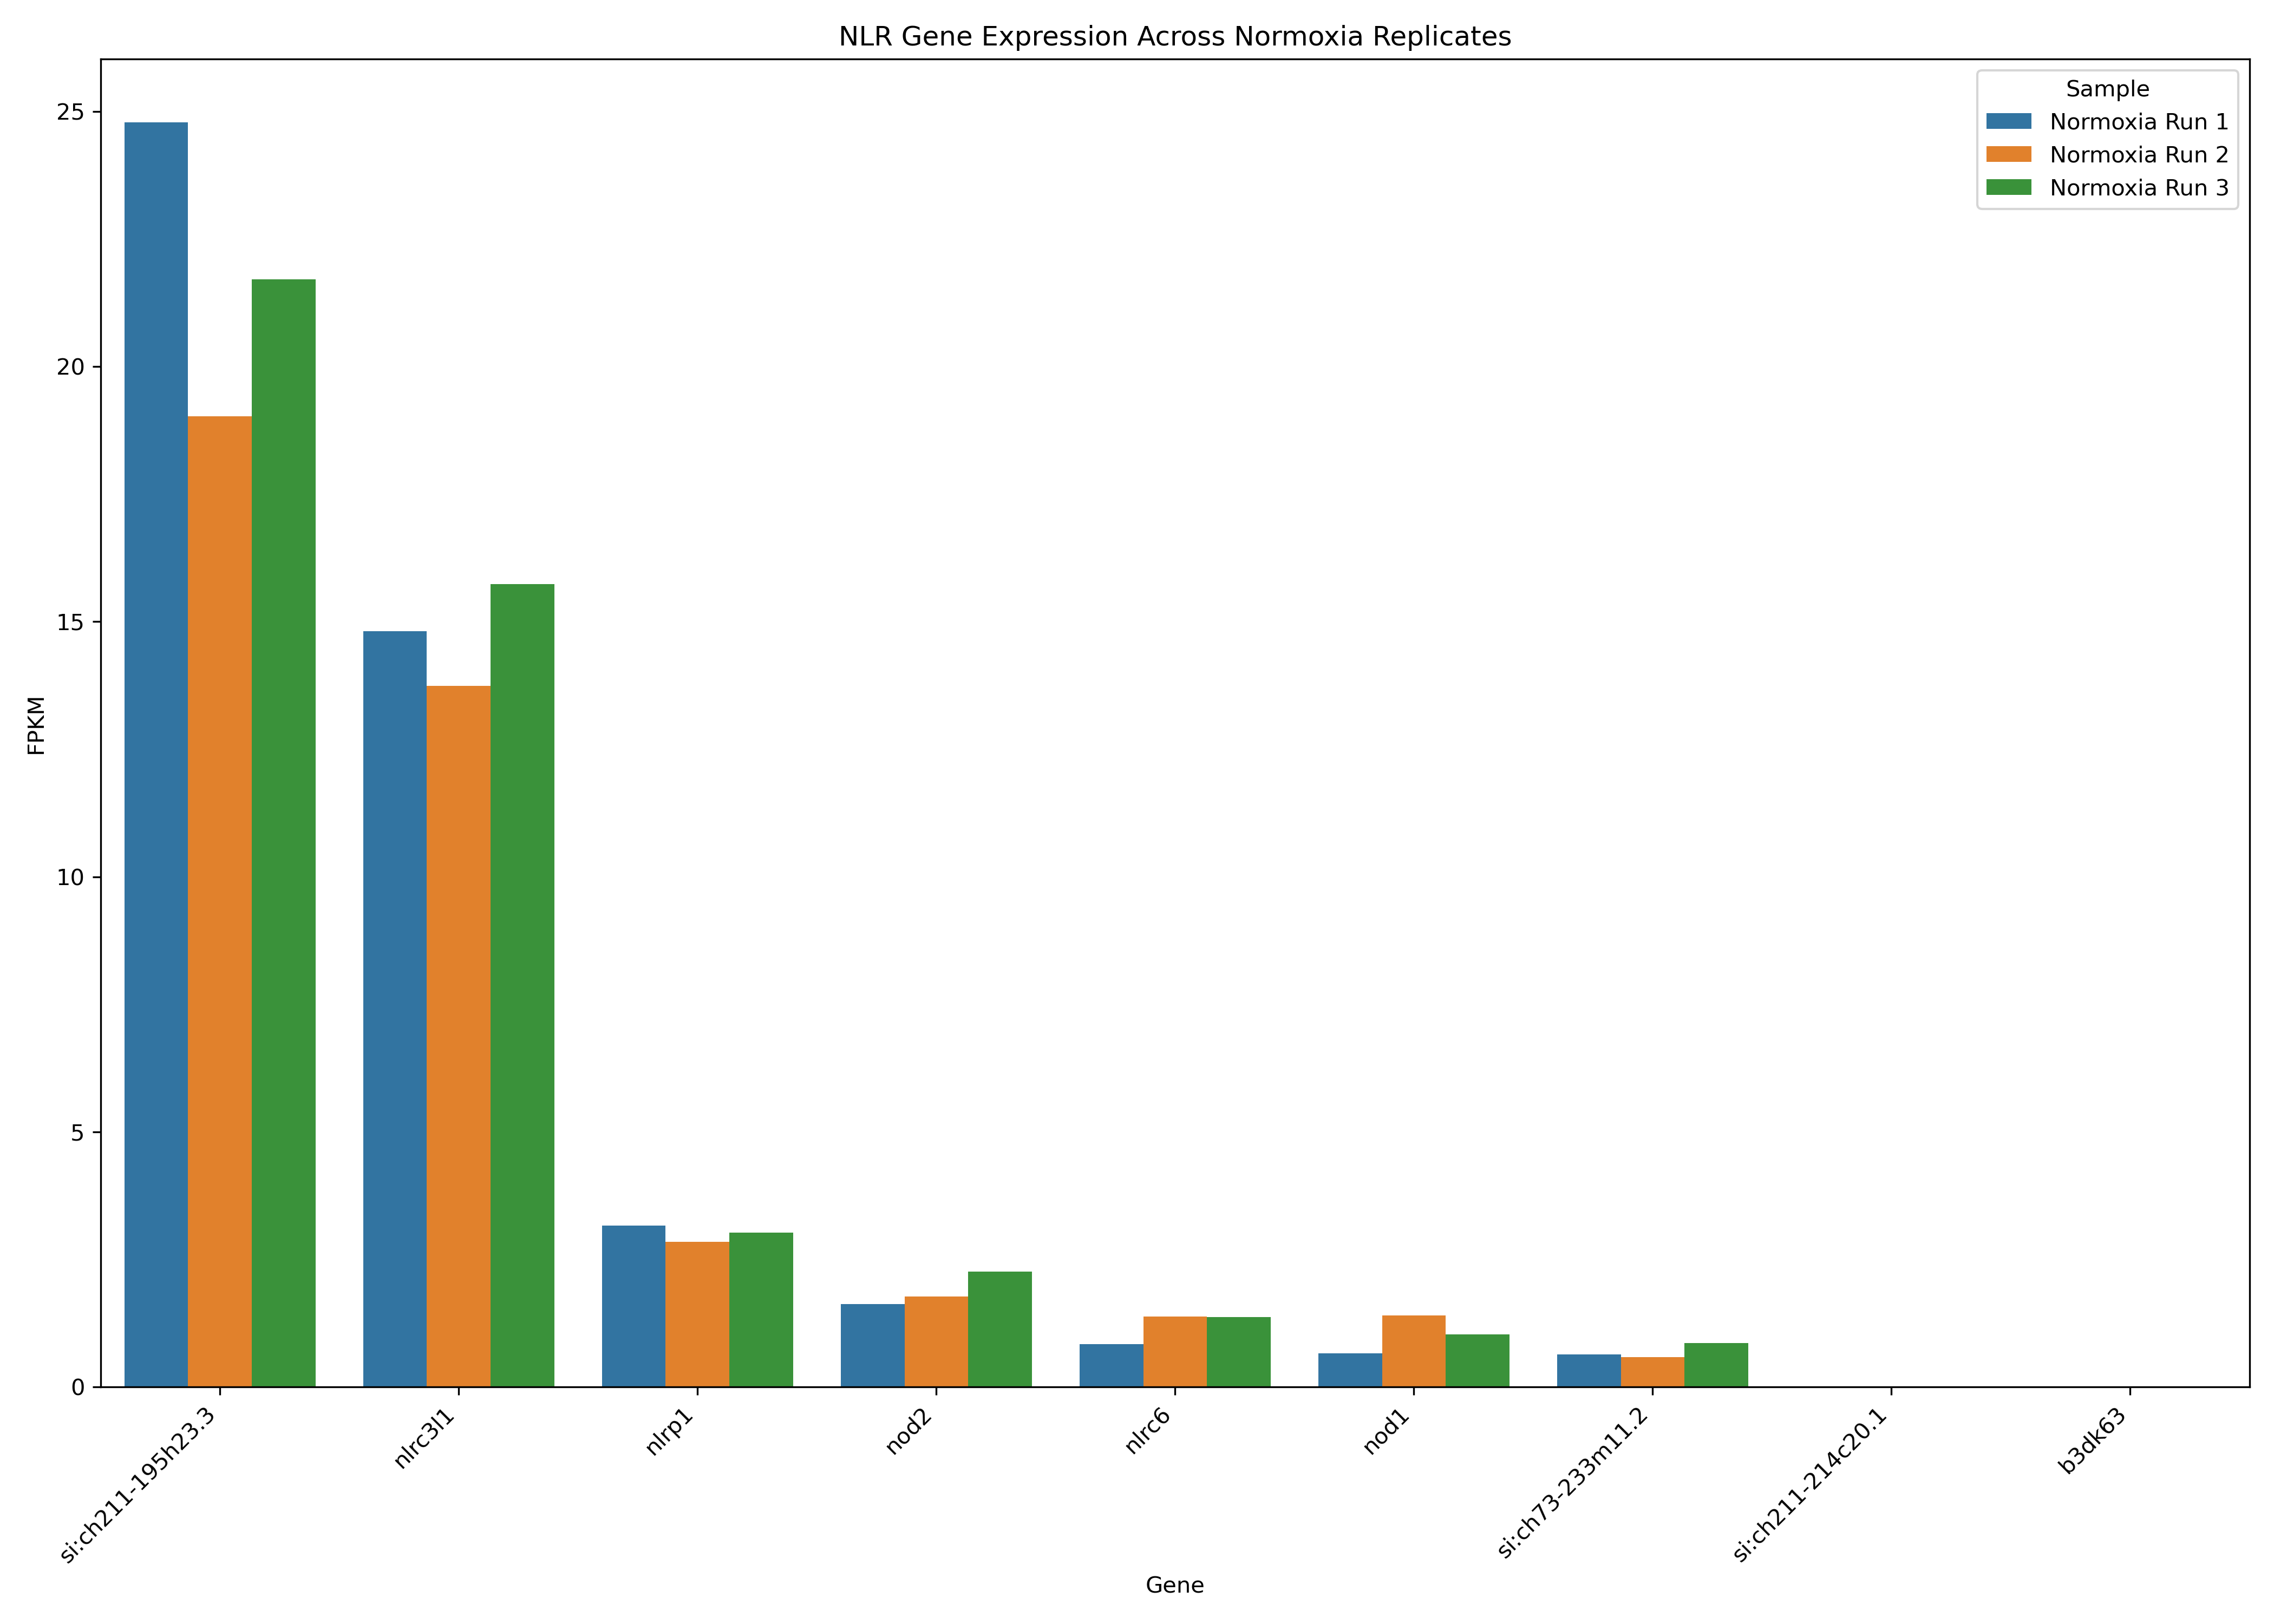 NLR Gene Expression Across Normoxia Replicates
Sample
Normoxia Run 1
Normoxia Run 2
Normoxia Run 3
FPKM
25
20
15
10
5
0
si:ch211-195h23.3
nlrc3l1
nlrp1
nod2
nlrc6
nod1
si:ch73-233m11.2
si:ch211-214c20.1
b3dk63
Gene